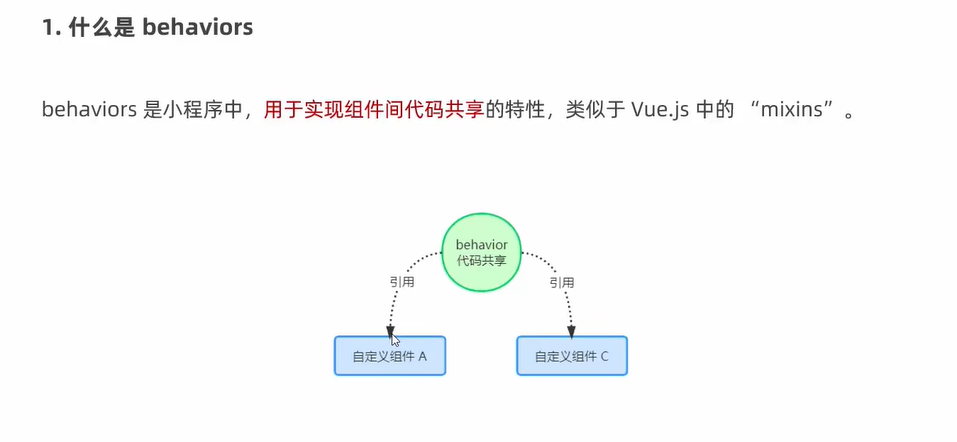 1. 什么是 behaviors
behaviors 是小程序中，用于实现组件间代码共享的特性，类似于 Vue.js 中的 “mixins” 。
behavior
代码共享
引用
引用
自定义组件 A
自定义组件 C